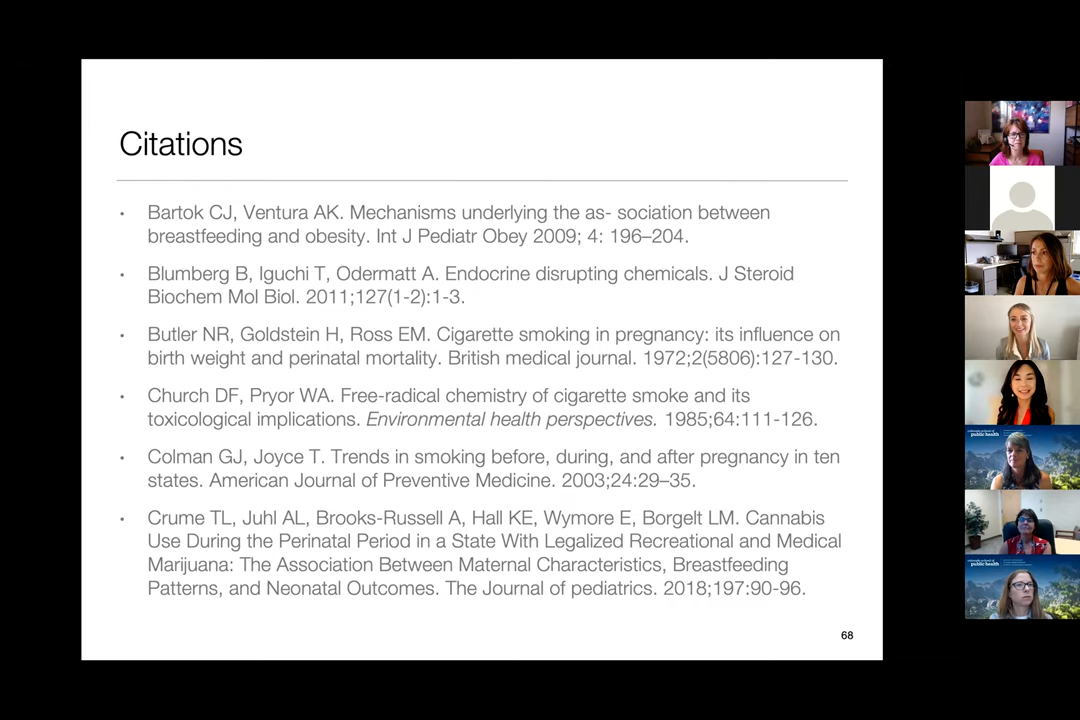 Citations
• Bartok CJ, Ventura AK. Mechanisms underlying the as- sociation between
breastfeeding and obesity. Int J Pediatr Obey 2009; 4: 196–204.
• Blumberg B, Iguchi T, Odermatt A. Endocrine disrupting chemicals. J Steroid
Biochem Mol Biol. 2011;127(1-2):1-3.
• Butler NR, Goldstein H, Ross EM. Cigarette smoking in pregnancy: its influence on
birth weight and perinatal mortality. British medical journal. 1972;2(5806):127-130.
• Church DF, Pryor WA. Free-radical chemistry of cigarette smoke and its
toxicological implications. Environmental health perspectives. 1985;64:111-126.
• Colman GJ, Joyce T. Trends in smoking before, during, and after pregnancy in ten
states. American Journal of Preventive Medicine. 2003;24:29–35.
• Crume TL, Juhl AL, Brooks-Russell A, Hall KE, Wymore E, Borgelt LM. Cannabis
Use During the Perinatal Period in a State With Legalized Recreational and Medical
Marijuana: The Association Between Maternal Characteristics, Breastfeeding
Patterns, and Neonatal Outcomes. The Journal of pediatrics. 2018;197:90-96.
68
public health
public health